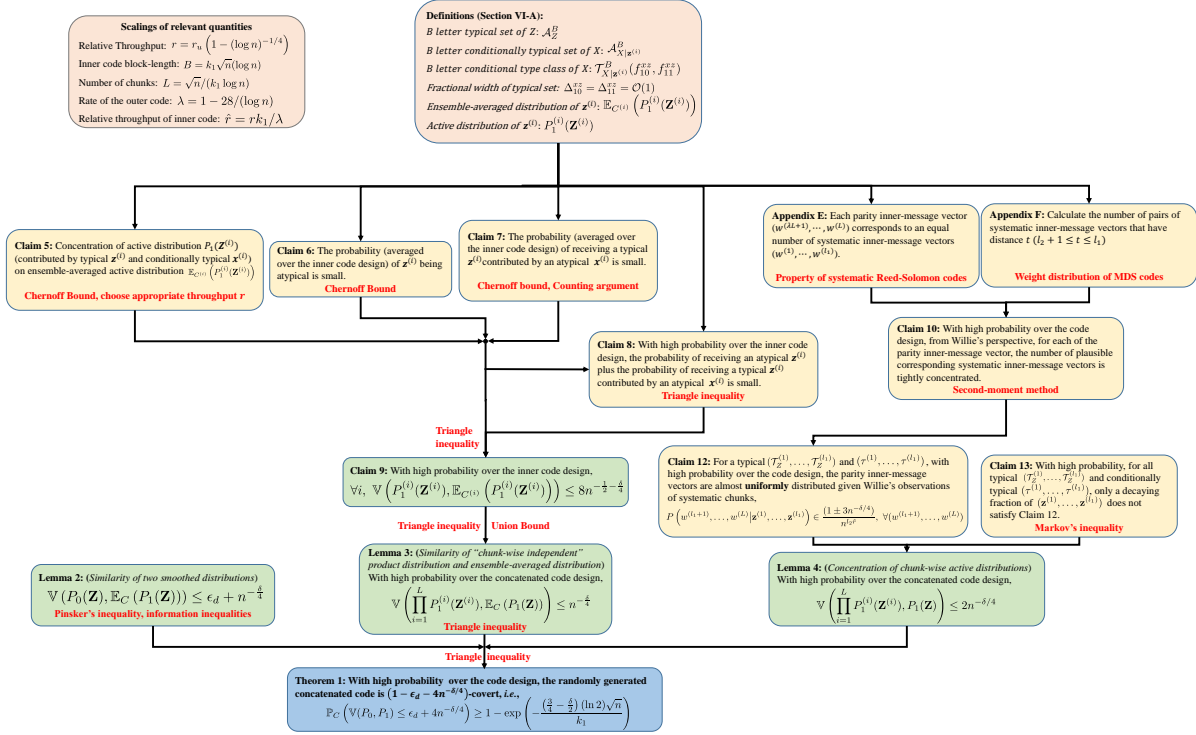 Scalings of relevant quantities
Relative Throughput: r = r_u (1 − (log n)^{−1/4})
Inner code block-length: B = k_1√n(log n)
Number of chunks: L = √n/(k_1 log n)
Rate of the outer code: λ = 1 − 28/(log n)
Relative throughput of inner code: r̂ = rk_1/λ
Definitions (Section VI-A):
B letter typical set of Z: 𝒜_Z^B
B letter conditionally typical set of X: 𝒜_{X|𝐳^{(i)}}^B
B letter conditional type class of X: 𝒯_{X|𝐳^{(i)}}^B (f_{10}^{xz}, f_{11}^{xz})
Fractional width of typical set: Δ_{10}^{xz} = Δ_{11}^{xz} = 𝒪(1)
Ensemble-averaged distribution of 𝐳^{(i)}: 𝔼_{C^{(i)}} (P_1^{(i)}(𝐙^{(i)}))
Active distribution of 𝐳^{(i)}: P_1^{(i)}(𝐙^{(i)})
Claim 5: Concentration of active distribution P_1(𝒁^{(i)})
(contributed by typical 𝒛^{(i)} and conditionally typical 𝒙^{(i)})
on ensemble-averaged active distribution 𝔼_{C^{(i)}} (P_1^{(i)}(𝐙^{(i)}))
Chernoff Bound, choose appropriate throughput r
Claim 6: The probability (averaged
over the inner code design) of 𝒛^{(i)} being
atypical is small.
Chernoff Bound
Claim 7: The probability (averaged over
the inner code design) of receiving a typical
𝒛^{(i)} contributed by an atypical 𝒙^{(i)} is small.
Chernoff bound, Counting argument
Appendix E: Each parity inner-message vector
(w^{(λL+1)}, ⋯, w^{(L)}) corresponds to an equal
number of systematic inner-message vectors
(w^{(1)}, ⋯, w^{(l_1)}).
Property of systematic Reed-Solomon codes
Appendix F: Calculate the number of pairs of
systematic inner-message vectors that have
distance t (l_2 + 1 ≤ t ≤ l_1)
Weight distribution of MDS codes
Claim 8: With high probability over the inner code
design, the probability of receiving an atypical 𝒛^{(i)}
plus the probability of receiving a typical 𝒛^{(i)}
contributed by an atypical 𝒙^{(i)} is small.
Triangle inequality
Claim 10: With high probability over the code
design, from Willie's perspective, for each of the
parity inner-message vector, the number of plausible
corresponding systematic inner-message vectors is
tightly concentrated.
Second-moment method
Triangle
inequality
Claim 9: With high probability over the inner code design,
∀i, 𝕍 (P_1^{(i)}(𝐙^{(i)}), 𝔼_{C^{(i)}} (P_1^{(i)}(𝐙^{(i)}))) ≤ 8n^{−1/2−δ/4}
Claim 12: For a typical (𝒯_Z^{(1)}, . . . , 𝒯_Z^{(l_1)}) and (τ^{(1)}, . . . , τ^{(l_1)}), with
high probability over the code design, the parity inner-message
vectors are almost uniformly distributed given Willie's observations
of systematic chunks,
P (w^{(l_1+1)}, . . . , w^{(L)}|𝐳^{(1)}, . . . , 𝐳^{(l_1)}) ∈ (1 ± 3n^{−δ/4})/n^{l_2 r̂}, ∀(w^{(l_1+1)}, . . . , w^{(L)})
Claim 13: With high probability, for all
typical (𝒯_Z^{(1)}, . . . , 𝒯_Z^{(l_1)}) and conditionally
typical (τ^{(1)}, . . . , τ^{(l_1)}), only a decaying
fraction of (𝐳^{(1)}, . . . , 𝐳^{(l_1)}) does not
satisfy Claim 12.
Markov's inequality
Triangle inequality Union Bound
Lemma 2: (Similarity of two smoothed distributions)
𝕍 (P_0(𝐙), 𝔼_C (P_1(𝐙))) ≤ ϵ_d + n^{−δ/4}
Pinsker's inequality, information inequalities
Lemma 3: (Similarity of "chunk-wise independent"
product distribution and ensemble-averaged distribution)
With high probability over the concatenated code design,
𝕍 (∏_{i=1}^{L} P_1^{(i)}(𝐙^{(i)}), 𝔼_C (P_1(𝐙))) ≤ n^{−δ/4}
Triangle inequality
Lemma 4: (Concentration of chunk-wise active distributions)
With high probability over the concatenated code design,
𝕍 (∏_{i=1}^{L} P_1^{(i)}(𝐙^{(i)}), P_1(𝐙)) ≤ 2n^{−δ/4}
Triangle inequality
Theorem 1: With high probability over the code design, the randomly generated
concatenated code is (1 − ϵ_d − 4n^{−δ/4})-covert, i.e.,
ℙ_C (𝕍(P_0, P_1) ≤ ϵ_d + 4n^{−δ/4}) ≥ 1 − exp (−((3/4 − δ/2) (ln 2)√n)/k_1)